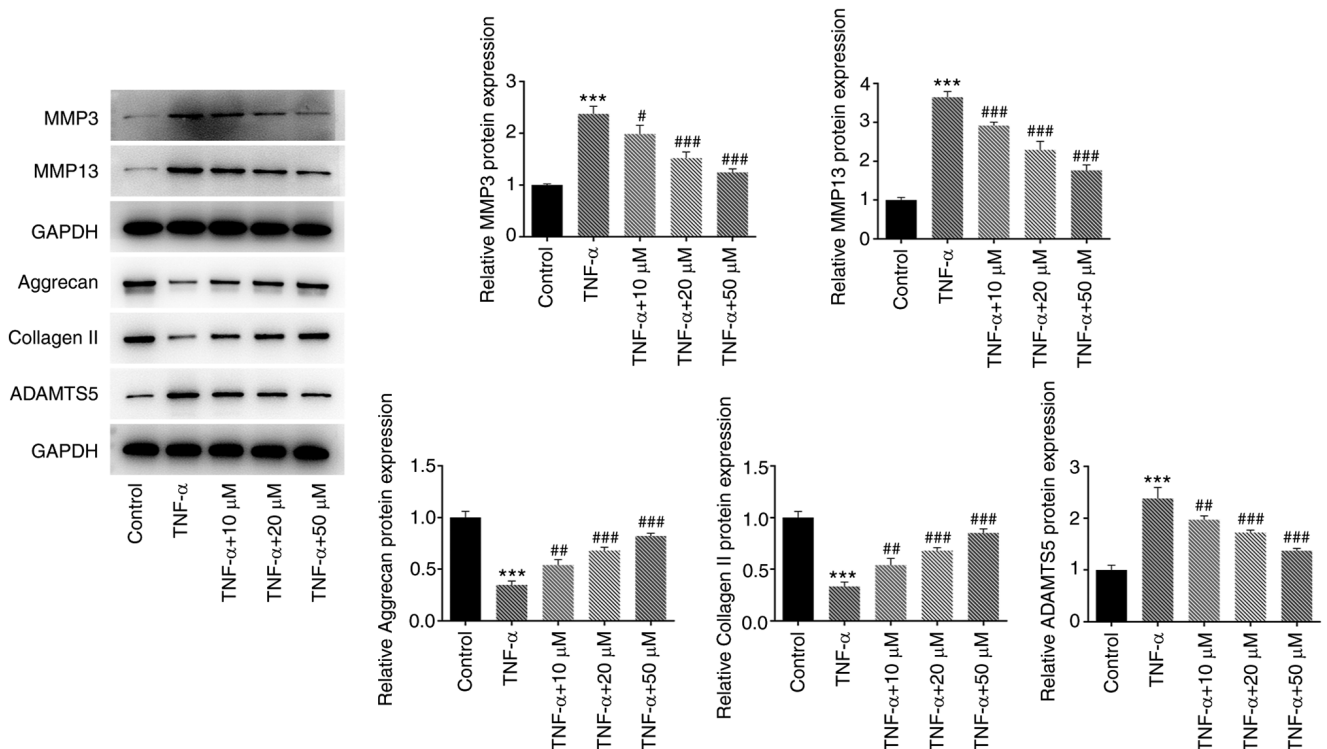 MMP3
MMP13
GAPDH
Aggrecan
Collagen II
ADAMTS5
GAPDH
Control
TNF-α
TNF-α+10 μM
TNF-α+20 μM
TNF-α+50 μM
Relative MMP3 protein expression
3
2
1
0
***
#
###
###
Control
TNF-α
TNF-α+10 μM
TNF-α+20 μM
TNF-α+50 μM
Relative MMP13 protein expression
4
3
2
1
0
***
###
###
###
Control
TNF-α
TNF-α+10 μM
TNF-α+20 μM
TNF-α+50 μM
Relative Aggrecan protein expression
1.5
1.0
0.5
0.0
***
##
###
###
Control
TNF-α
TNF-α+10 μM
TNF-α+20 μM
TNF-α+50 μM
Relative Collagen II protein expression
1.5
1.0
0.5
0.0
***
##
###
###
Control
TNF-α
TNF-α+10 μM
TNF-α+20 μM
TNF-α+50 μM
Relative ADAMTS5 protein expression
3
2
1
0
***
##
###
###
Control
TNF-α
TNF-α+10 μM
TNF-α+20 μM
TNF-α+50 μM